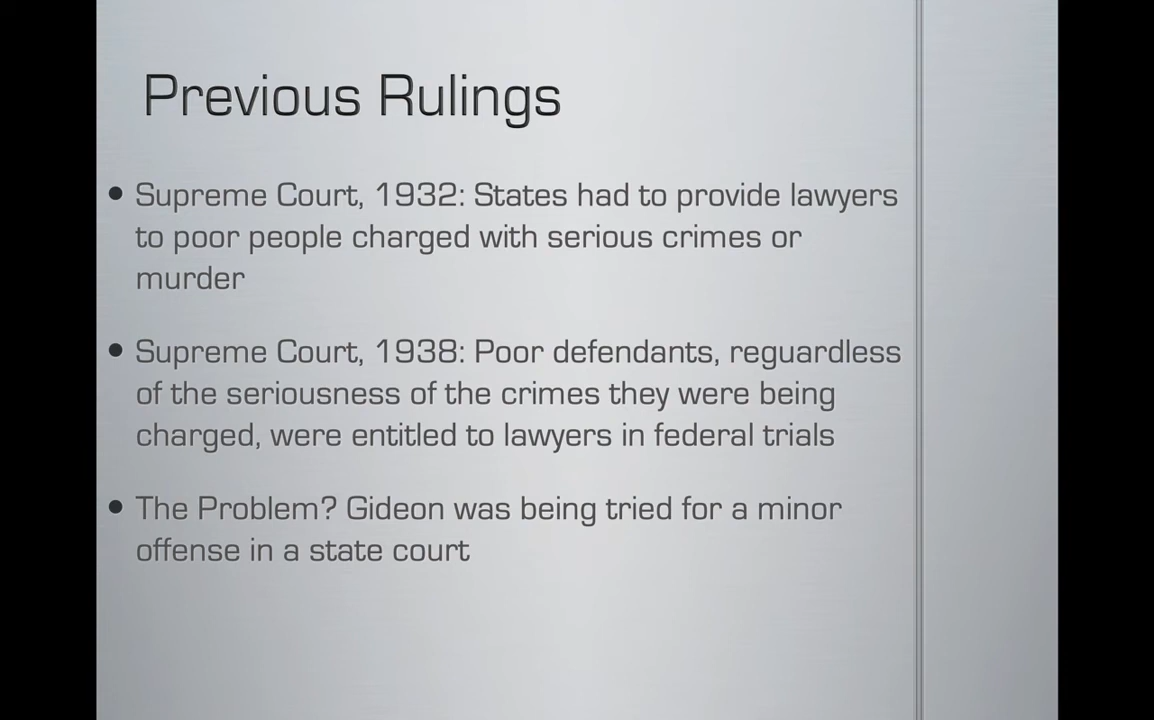 Previous Rulings
• Supreme Court, 1932: States had to provide lawyers
to poor people charged with serious crimes or
murder
• Supreme Court, 1938: Poor defendants, reguardless
of the seriousness of the crimes they were being
charged, were entitled to lawyers in federal trials
• The Problem? Gideon was being tried for a minor
offense in a state court